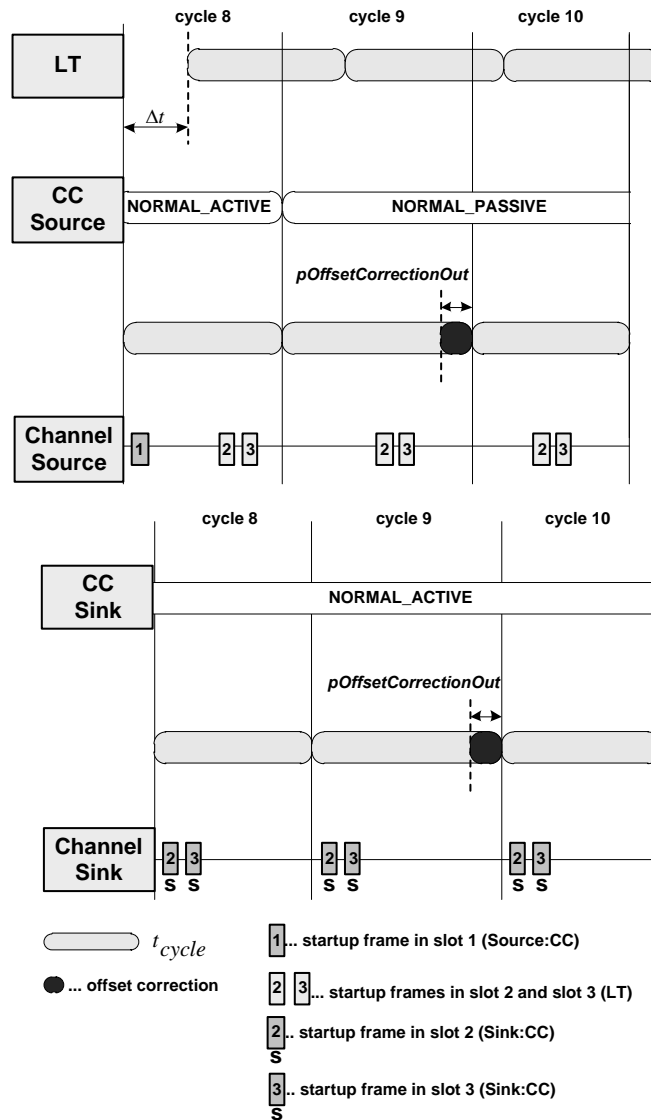 cycle 8 cycle 9 cycle 10
LT
Δt
CC
Source
NORMAL_ACTIVE NORMAL_PASSIVE
pOffsetCorrectionOut
Channel
Source
1 2 3 2 3 2 3
cycle 8 cycle 9 cycle 10
CC
Sink
NORMAL_ACTIVE
pOffsetCorrectionOut
Channel
Sink
2 3 2 3 2 3
s s s s s s
t cycle
... offset correction
1 ... startup frame in slot 1 (Source:CC)
2 3 ... startup frames in slot 2 and slot 3 (LT)
2 .. startup frame in slot 2 (Sink:CC)
s
3 .. startup frame in slot 3 (Sink:CC)
s